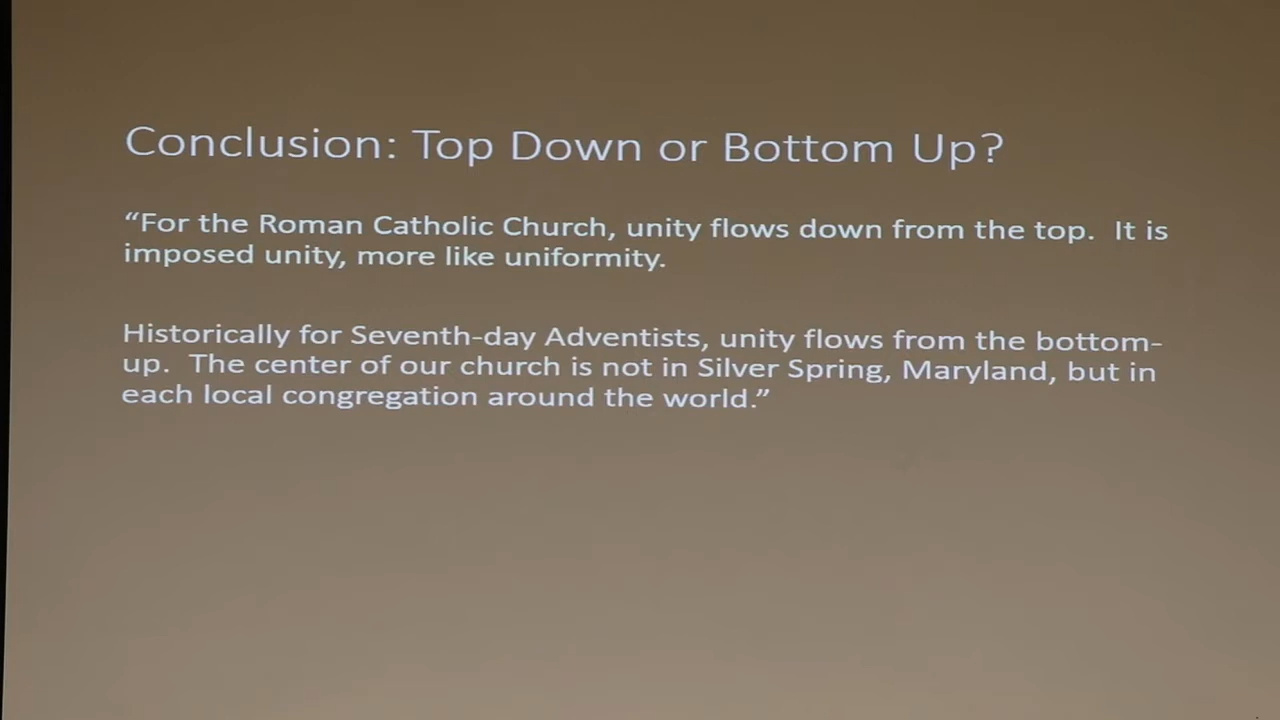 Conclusion: Top Down or Bottom Up?
“For the Roman Catholic Church, unity flows down from the top.  It is
imposed unity, more like uniformity.
Historically for Seventh-day Adventists, unity flows from the bottom-
up.  The center of our church is not in Silver Spring, Maryland, but in
each local congregation around the world.”